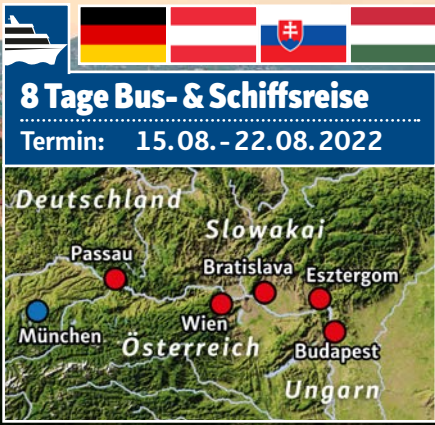 8 Tage Bus- & Schiffsreise
Termin: 15.08.-22.08.2022
Deutschland
Slowakai
Passau
Bratislava
Esztergom
München
Wien
Österreich
Budapest
Ungarn